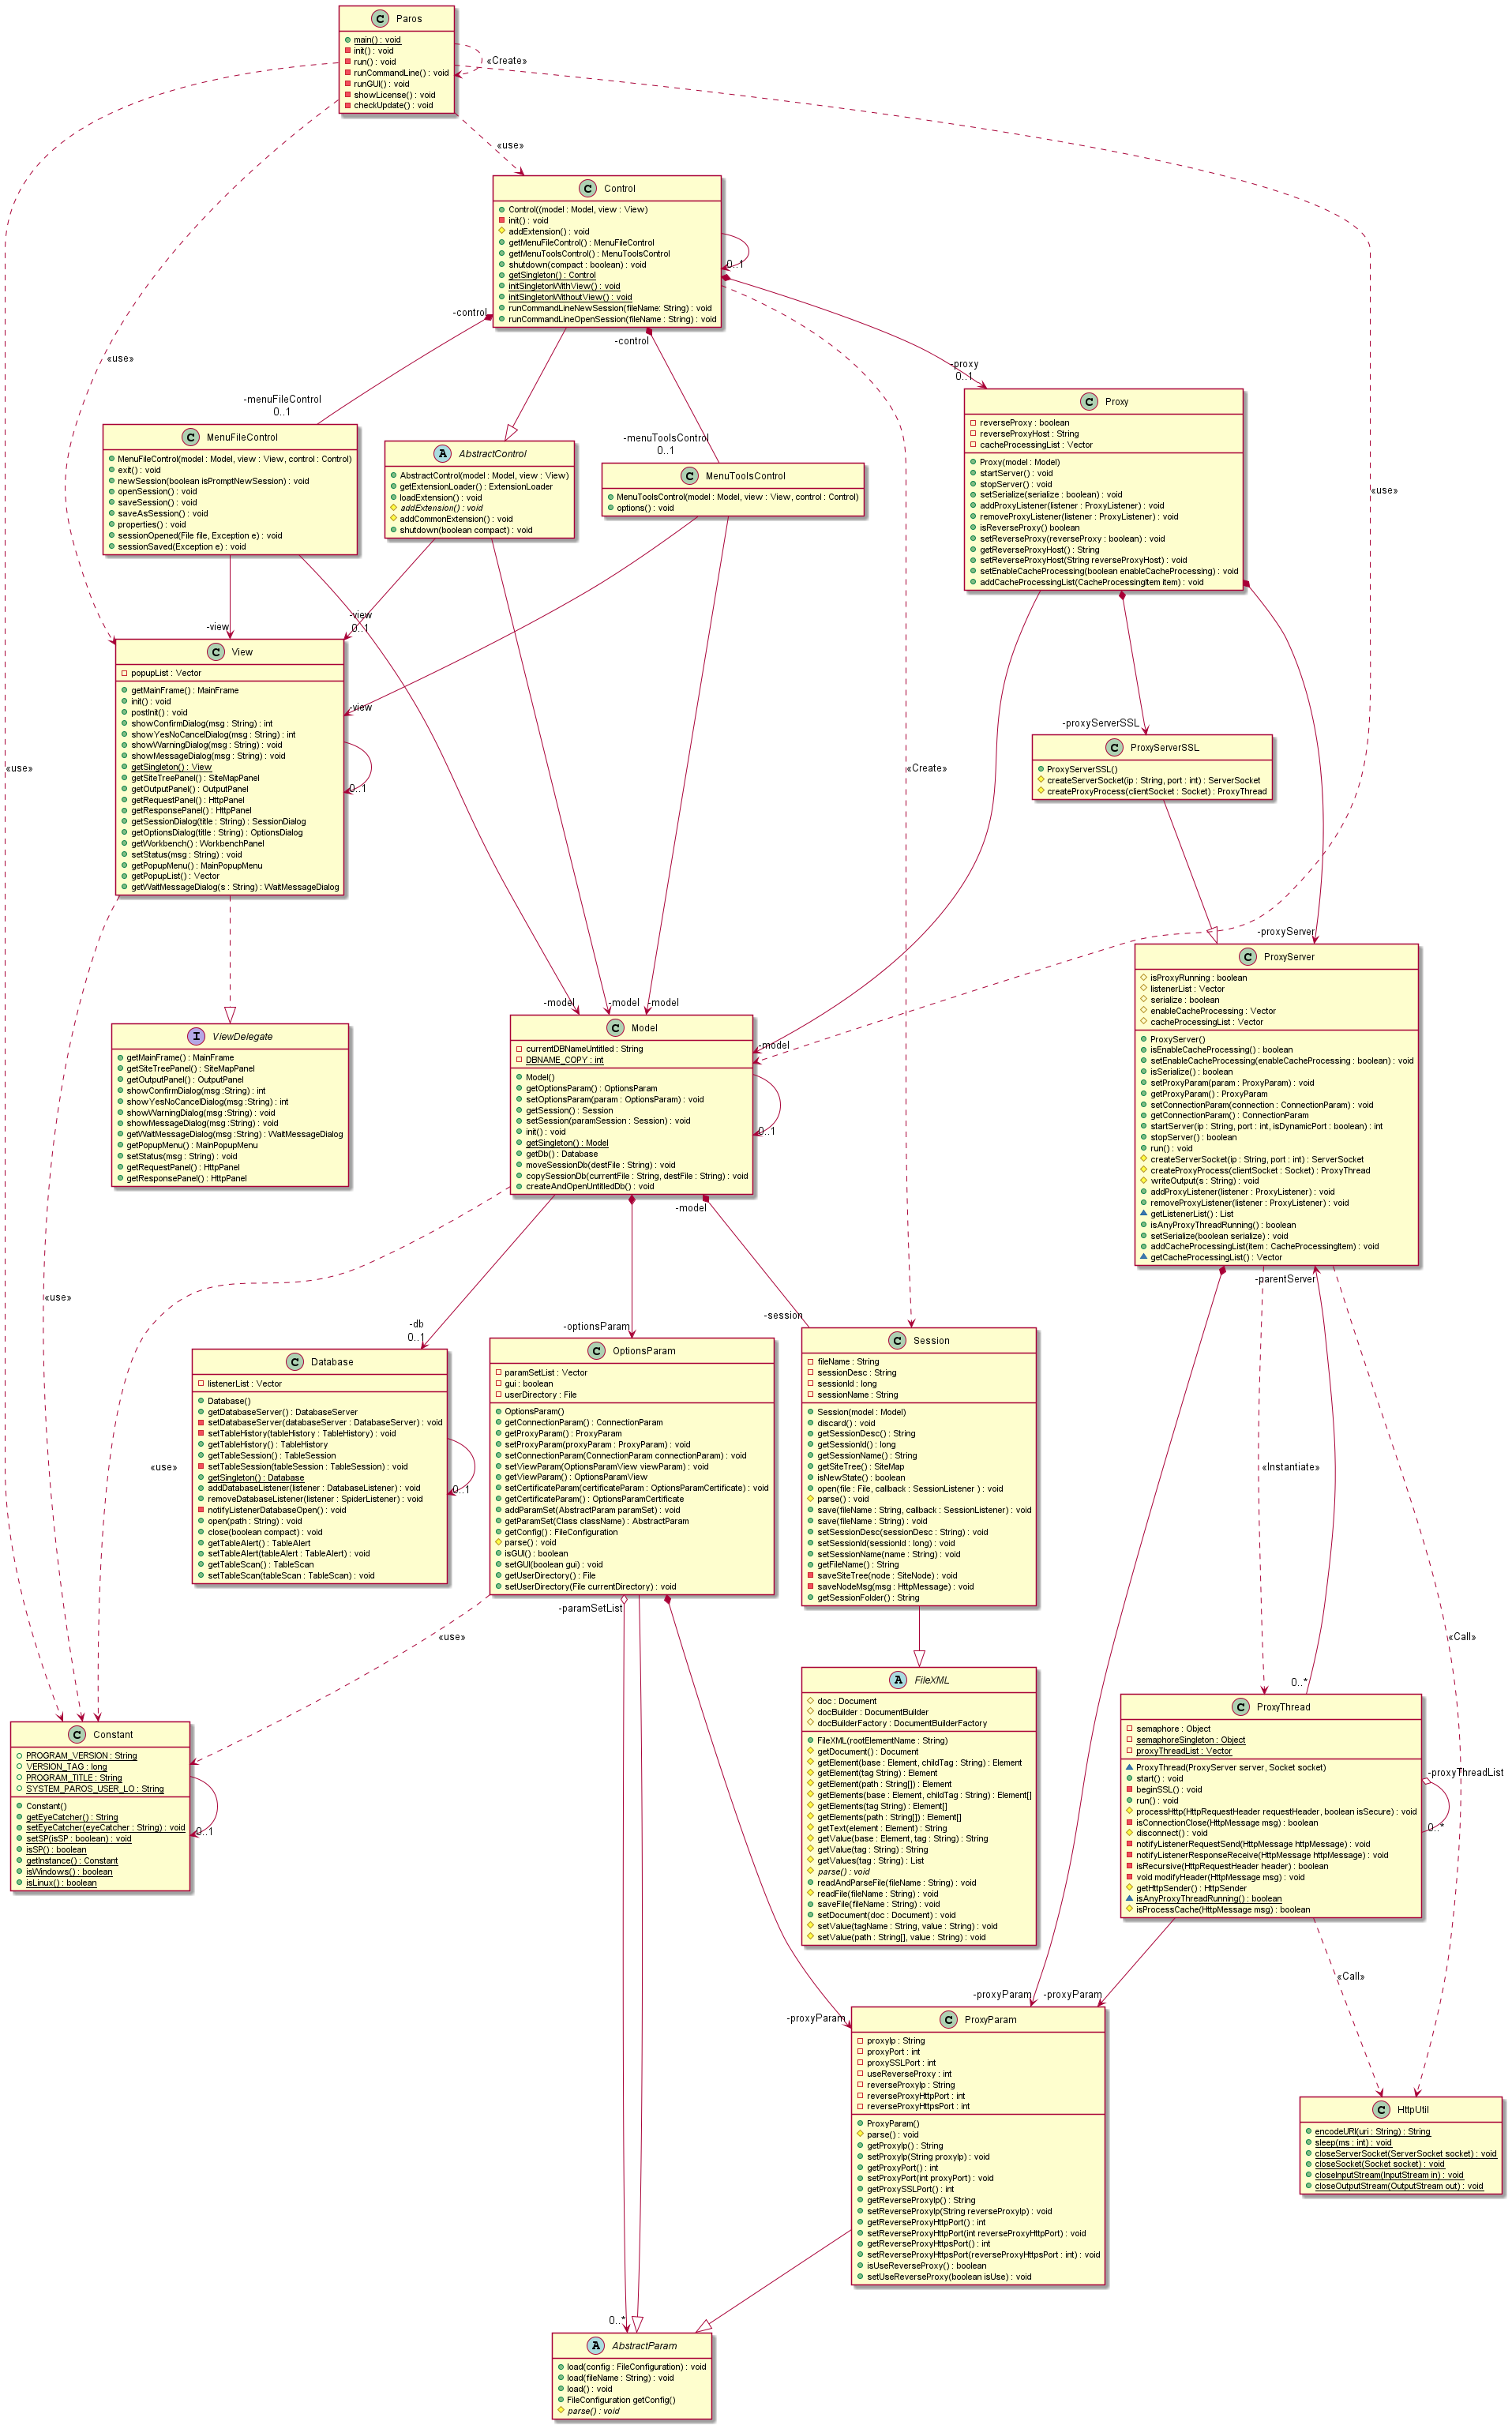 C Paros
main() : void
init() : void
run() : void
runCommandLine() : void
runGUI() : void
showLicense() : void
checkUpdate() : void
«Create»
«use»
C Control
Control((model : Model, view : View)
init() : void
addExtension() : void
getMenuFileControl() : MenuFileControl
getMenuToolsControl() : MenuToolsControl
shutdown(compact : boolean) : void
getSingleton() : Control
initSingletonWithView() : void
initSingletonWithoutView() : void
runCommandLineNewSession(fileName: String) : void
runCommandLineOpenSession(fileName : String) : void
0..1
-control
-control
-proxy
0..1
«use»
-menuFileControl
0..1
-menuToolsControl
0..1
C MenuFileControl
MenuFileControl(model : Model, view : View, control : Control)
exit() : void
newSession(boolean isPromptNewSession) : void
openSession() : void
saveSession() : void
saveAsSession() : void
properties() : void
sessionOpened(File file, Exception e) : void
sessionSaved(Exception e) : void
A AbstractControl
AbstractControl(model : Model, view : View)
getExtensionLoader() : ExtensionLoader
loadExtension() : void
addExtension() : void
addCommonExtension() : void
shutdown(boolean compact) : void
C MenuToolsControl
MenuToolsControl(model : Model, view : View, control : Control)
options() : void
C Proxy
reverseProxy : boolean
reverseProxyHost : String
cacheProcessingList : Vector
Proxy(model : Model)
startServer() : void
stopServer() : void
setSerialize(serialize : boolean) : void
addProxyListener(listener : ProxyListener) : void
removeProxyListener(listener : ProxyListener) : void
isReverseProxy() boolean
setReverseProxy(reverseProxy : boolean) : void
getReverseProxyHost() : String
setReverseProxyHost(String reverseProxyHost) : void
setEnableCacheProcessing(boolean enableCacheProcessing) : void
addCacheProcessingList(CacheProcessingItem item) : void
«use»
-view
-view
0..1
-view
C View
popupList : Vector
getMainFrame() : MainFrame
init() : void
postInit() : void
showConfirmDialog(msg : String) : int
showYesNoCancelDialog(msg : String) : int
showWarningDialog(msg : String) : void
showMessageDialog(msg : String) : void
getSingleton() : View
getSiteTreePanel() : SiteMapPanel
getOutputPanel() : OutputPanel
getRequestPanel() : HttpPanel
getResponsePanel() : HttpPanel
getSessionDialog(title : String) : SessionDialog
getOptionsDialog(title : String) : OptionsDialog
getWorkbench() : WorkbenchPanel
setStatus(msg : String) : void
getPopupMenu() : MainPopupMenu
getPopupList() : Vector
getWaitMessageDialog(s : String) : WaitMessageDialog
0..1
«use»
«Create»
-proxyServerSSL
C ProxyServerSSL
ProxyServerSSL()
createServerSocket(ip : String, port : int) : ServerSocket
createProxyProcess(clientSocket : Socket) : ProxyThread
-proxyServer
C ProxyServer
isProxyRunning : boolean
listenerList : Vector
serialize : boolean
enableCacheProcessing : Vector
cacheProcessingList : Vector
ProxyServer()
isEnableCacheProcessing() : boolean
setEnableCacheProcessing(enableCacheProcessing : boolean) : void
isSerialize() : boolean
setProxyParam(param : ProxyParam) : void
getProxyParam() : ProxyParam
setConnectionParam(connection : ConnectionParam) : void
getConnectionParam() : ConnectionParam
startServer(ip : String, port : int, isDynamicPort : boolean) : int
stopServer() : boolean
run() : void
createServerSocket(ip : String, port : int) : ServerSocket
createProxyProcess(clientSocket : Socket) : ProxyThread
writeOutput(s : String) : void
addProxyListener(listener : ProxyListener) : void
removeProxyListener(listener : ProxyListener) : void
getListenerList() : List
isAnyProxyThreadRunning() : boolean
setSerialize(boolean serialize) : void
addCacheProcessingList(item : CacheProcessingItem) : void
getCacheProcessingList() : Vector
I ViewDelegate
getMainFrame() : MainFrame
getSiteTreePanel() : SiteMapPanel
getOutputPanel() : OutputPanel
showConfirmDialog(msg :String) : int
showYesNoCancelDialog(msg :String) : int
showWarningDialog(msg :String) : void
showMessageDialog(msg :String) : void
getWaitMessageDialog(msg :String) : WaitMessageDialog
getPopupMenu() : MainPopupMenu
setStatus(msg : String) : void
getRequestPanel() : HttpPanel
getResponsePanel() : HttpPanel
-model
-model
-model
-model
C Model
currentDBNameUntitled : String
DBNAME_COPY : int
Model()
getOptionsParam() : OptionsParam
setOptionsParam(param : OptionsParam) : void
getSession() : Session
setSession(paramSession : Session) : void
init() : void
getSingleton() : Model
getDb() : Database
moveSessionDb(destFile : String) : void
copySessionDb(currentFile : String, destFile : String) : void
createAndOpenUntitledDb() : void
0..1
-model
-parentServer
«use»
-db
0..1
-optionsParam
-session
C Database
listenerList : Vector
Database()
getDatabaseServer() : DatabaseServer
setDatabaseServer(databaseServer : DatabaseServer) : void
setTableHistory(tableHistory : TableHistory) : void
getTableHistory() : TableHistory
getTableSession() : TableSession
setTableSession(tableSession : TableSession) : void
getSingleton() : Database
addDatabaseListener(listener : DatabaseListener) : void
removeDatabaseListener(listener : SpiderListener) : void
notifyListenerDatabaseOpen() : void
open(path : String) : void
close(boolean compact) : void
getTableAlert() : TableAlert
setTableAlert(tableAlert : TableAlert) : void
getTableScan() : TableScan
setTableScan(tableScan : TableScan) : void
0..1
C OptionsParam
paramSetList : Vector
gui : boolean
userDirectory : File
OptionsParam()
getConnectionParam() : ConnectionParam
getProxyParam() : ProxyParam
setProxyParam(proxyParam : ProxyParam) : void
setConnectionParam(ConnectionParam connectionParam) : void
setViewParam(OptionsParamView viewParam) : void
getViewParam() : OptionsParamView
setCertificateParam(certificateParam : OptionsParamCertificate) : void
getCertificateParam() : OptionsParamCertificate
addParamSet(AbstractParam paramSet) : void
getParamSet(Class className) : AbstractParam
getConfig() : FileConfiguration
parse() : void
isGUI() : boolean
setGUI(boolean gui) : void
getUserDirectory() : File
setUserDirectory(File currentDirectory) : void
C Session
fileName : String
sessionDesc : String
sessionId : long
sessionName : String
Session(model : Model)
discard() : void
getSessionDesc() : String
getSessionId() : long
getSessionName() : String
getSiteTree() : SiteMap
isNewState() : boolean
open(file : File, callback : SessionListener ) : void
parse() : void
save(fileName : String, callback : SessionListener) : void
save(fileName : String) : void
setSessionDesc(sessionDesc : String) : void
setSessionId(sessionId : long) : void
setSessionName(name : String) : void
getFileName() : String
saveSiteTree(node : SiteNode) : void
saveNodeMsg(msg : HttpMessage) : void
getSessionFolder() : String
«use»
«use»
«Instantiate»
«Call»
-paramSetList
«use»
A FileXML
doc : Document
docBuilder : DocumentBuilder
docBuilderFactory : DocumentBuilderFactory
FileXML(rootElementName : String)
getDocument() : Document
getElement(base : Element, childTag : String) : Element
getElement(tag String) : Element
getElement(path : String[]) : Element
getElements(base : Element, childTag : String) : Element[]
getElements(tag String) : Element[]
getElements(path : String[]) : Element[]
getText(element : Element) : String
getValue(base : Element, tag : String) : String
getValue(tag : String) : String
getValues(tag : String) : List
parse() : void
readAndParseFile(fileName : String) : void
readFile(fileName : String) : void
saveFile(fileName : String) : void
setDocument(doc : Document) : void
setValue(tagName : String, value : String) : void
setValue(path : String[], value : String) : void
0..*
C ProxyThread
semaphore : Object
semaphoreSingleton : Object
proxyThreadList : Vector
ProxyThread(ProxyServer server, Socket socket)
start() : void
beginSSL() : void
run() : void
processHttp(HttpRequestHeader requestHeader, boolean isSecure) : void
isConnectionClose(HttpMessage msg) : boolean
disconnect() : void
notifyListenerRequestSend(HttpMessage httpMessage) : void
notifyListenerResponseReceive(HttpMessage httpMessage) : void
isRecursive(HttpRequestHeader header) : boolean
void modifyHeader(HttpMessage msg) : void
getHttpSender() : HttpSender
isAnyProxyThreadRunning() : boolean
isProcessCache(HttpMessage msg) : boolean
-proxyThreadList
0..*
C Constant
PROGRAM_VERSION : String
VERSION_TAG : long
PROGRAM_TITLE : String
SYSTEM_PAROS_USER_LO : String
Constant()
getEyeCatcher() : String
setEyeCatcher(eyeCatcher : String) : void
setSP(isSP : boolean) : void
isSP() : boolean
getInstance() : Constant
isWindows() : boolean
isLinux() : boolean
0..1
«Call»
-proxyParam
-proxyParam
-proxyParam
C ProxyParam
proxyIp : String
proxyPort : int
proxySSLPort : int
useReverseProxy : int
reverseProxyIp : String
reverseProxyHttpPort : int
reverseProxyHttpsPort : int
ProxyParam()
parse() : void
getProxyIp() : String
setProxyIp(String proxyIp) : void
getProxyPort() : int
setProxyPort(int proxyPort) : void
getProxySSLPort() : int
getReverseProxyIp() : String
setReverseProxyIp(String reverseProxyIp) : void
getReverseProxyHttpPort() : int
setReverseProxyHttpPort(int reverseProxyHttpPort) : void
getReverseProxyHttpsPort() : int
setReverseProxyHttpsPort(reverseProxyHttpsPort : int) : void
isUseReverseProxy() : boolean
setUseReverseProxy(boolean isUse) : void
C HttpUtil
encodeURI(uri : String) : String
sleep(ms : int) : void
closeServerSocket(ServerSocket socket) : void
closeSocket(Socket socket) : void
closeInputStream(InputStream in) : void
closeOutputStream(OutputStream out) : void
0..*
A AbstractParam
load(config : FileConfiguration) : void
load(fileName : String) : void
load() : void
FileConfiguration getConfig()
parse() : void